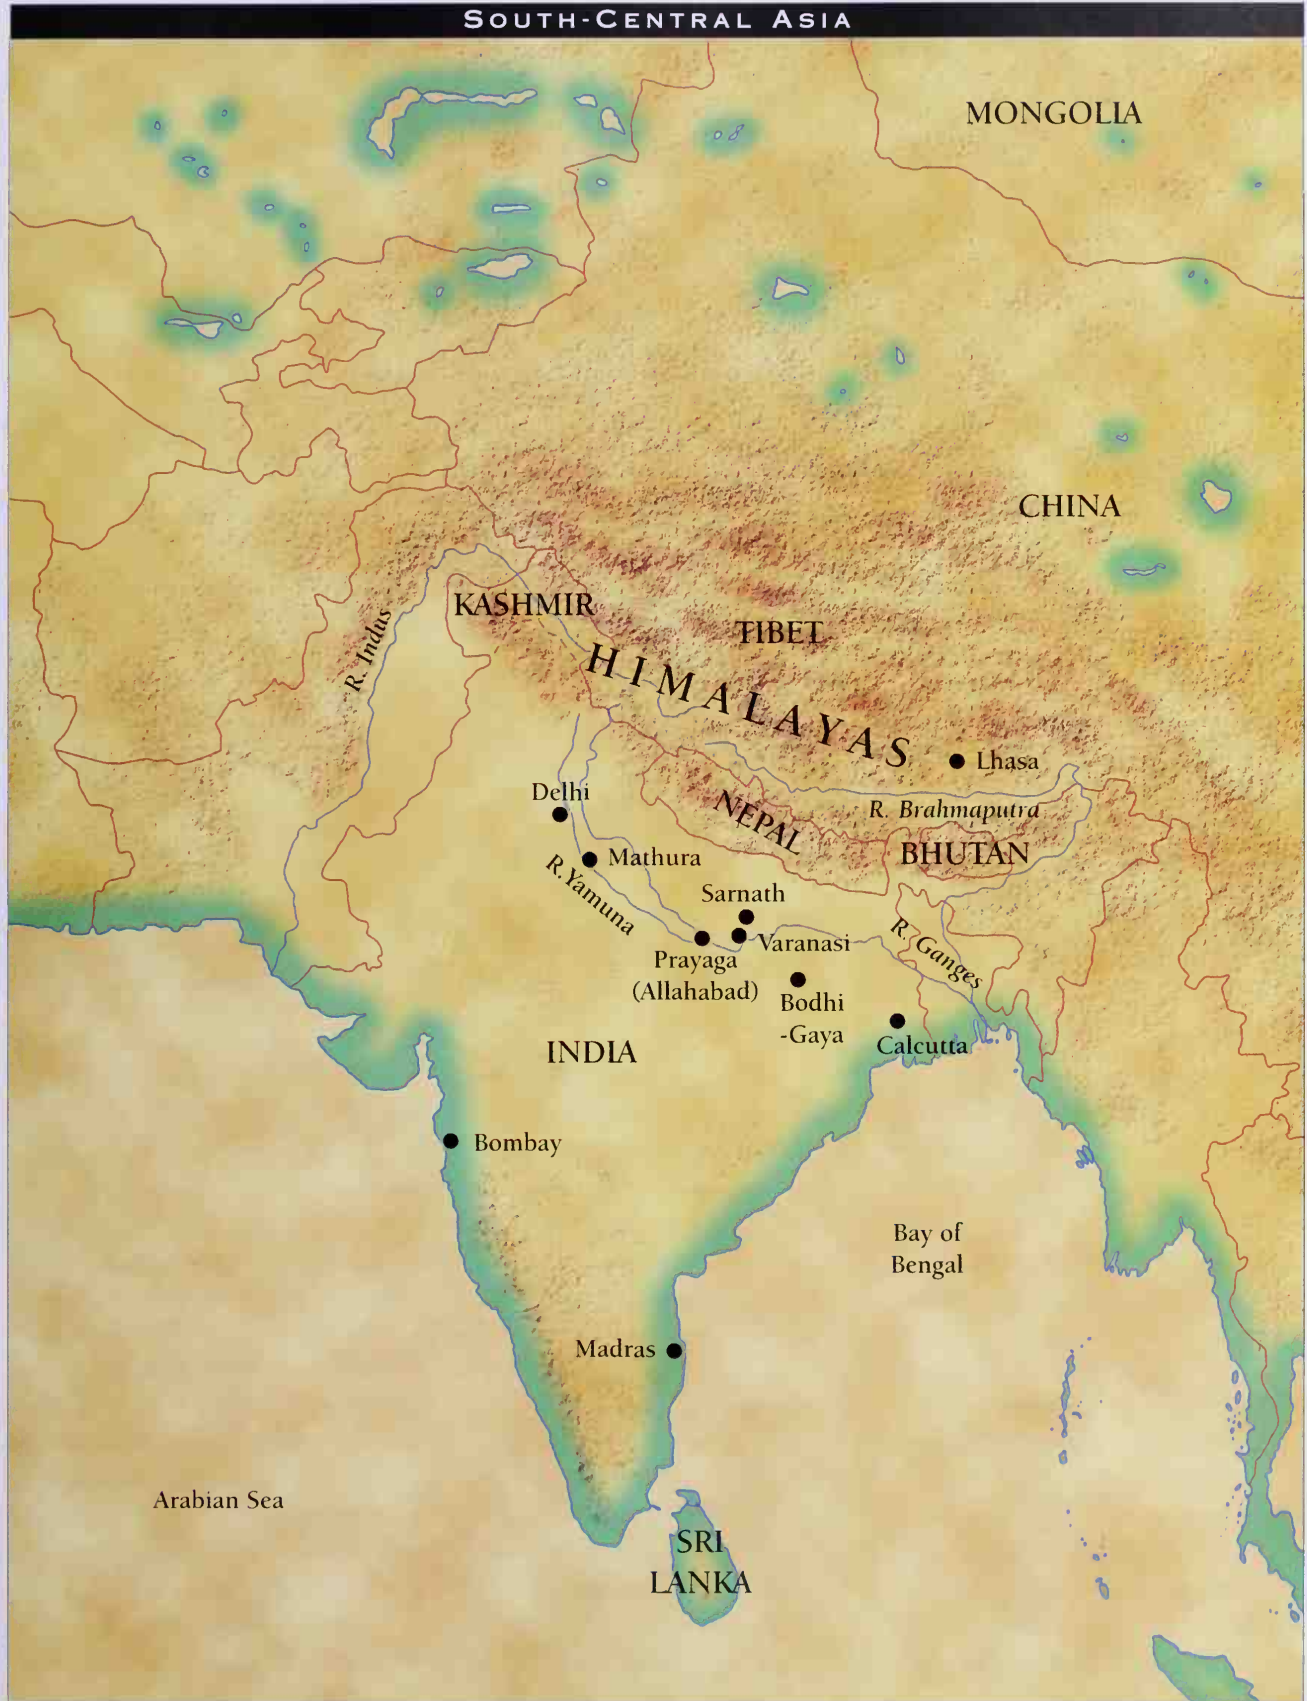 SOUTH-CENTRAL ASIA
MONGOLIA
CHINA
KASHMIR
R. Indus
TIBET
HIMALAYAS
Lhasa
Delhi
NEPAL
R. Brahmaputra
BHUTAN
Mathura
R. Yamuna
Sarnath
Varanasi
R. Ganges
Prayaga
(Allahabad)
Bodhi
-Gaya
Calcutta
INDIA
Bombay
Bay of
Bengal
Madras
Arabian Sea
SRI
LANKA